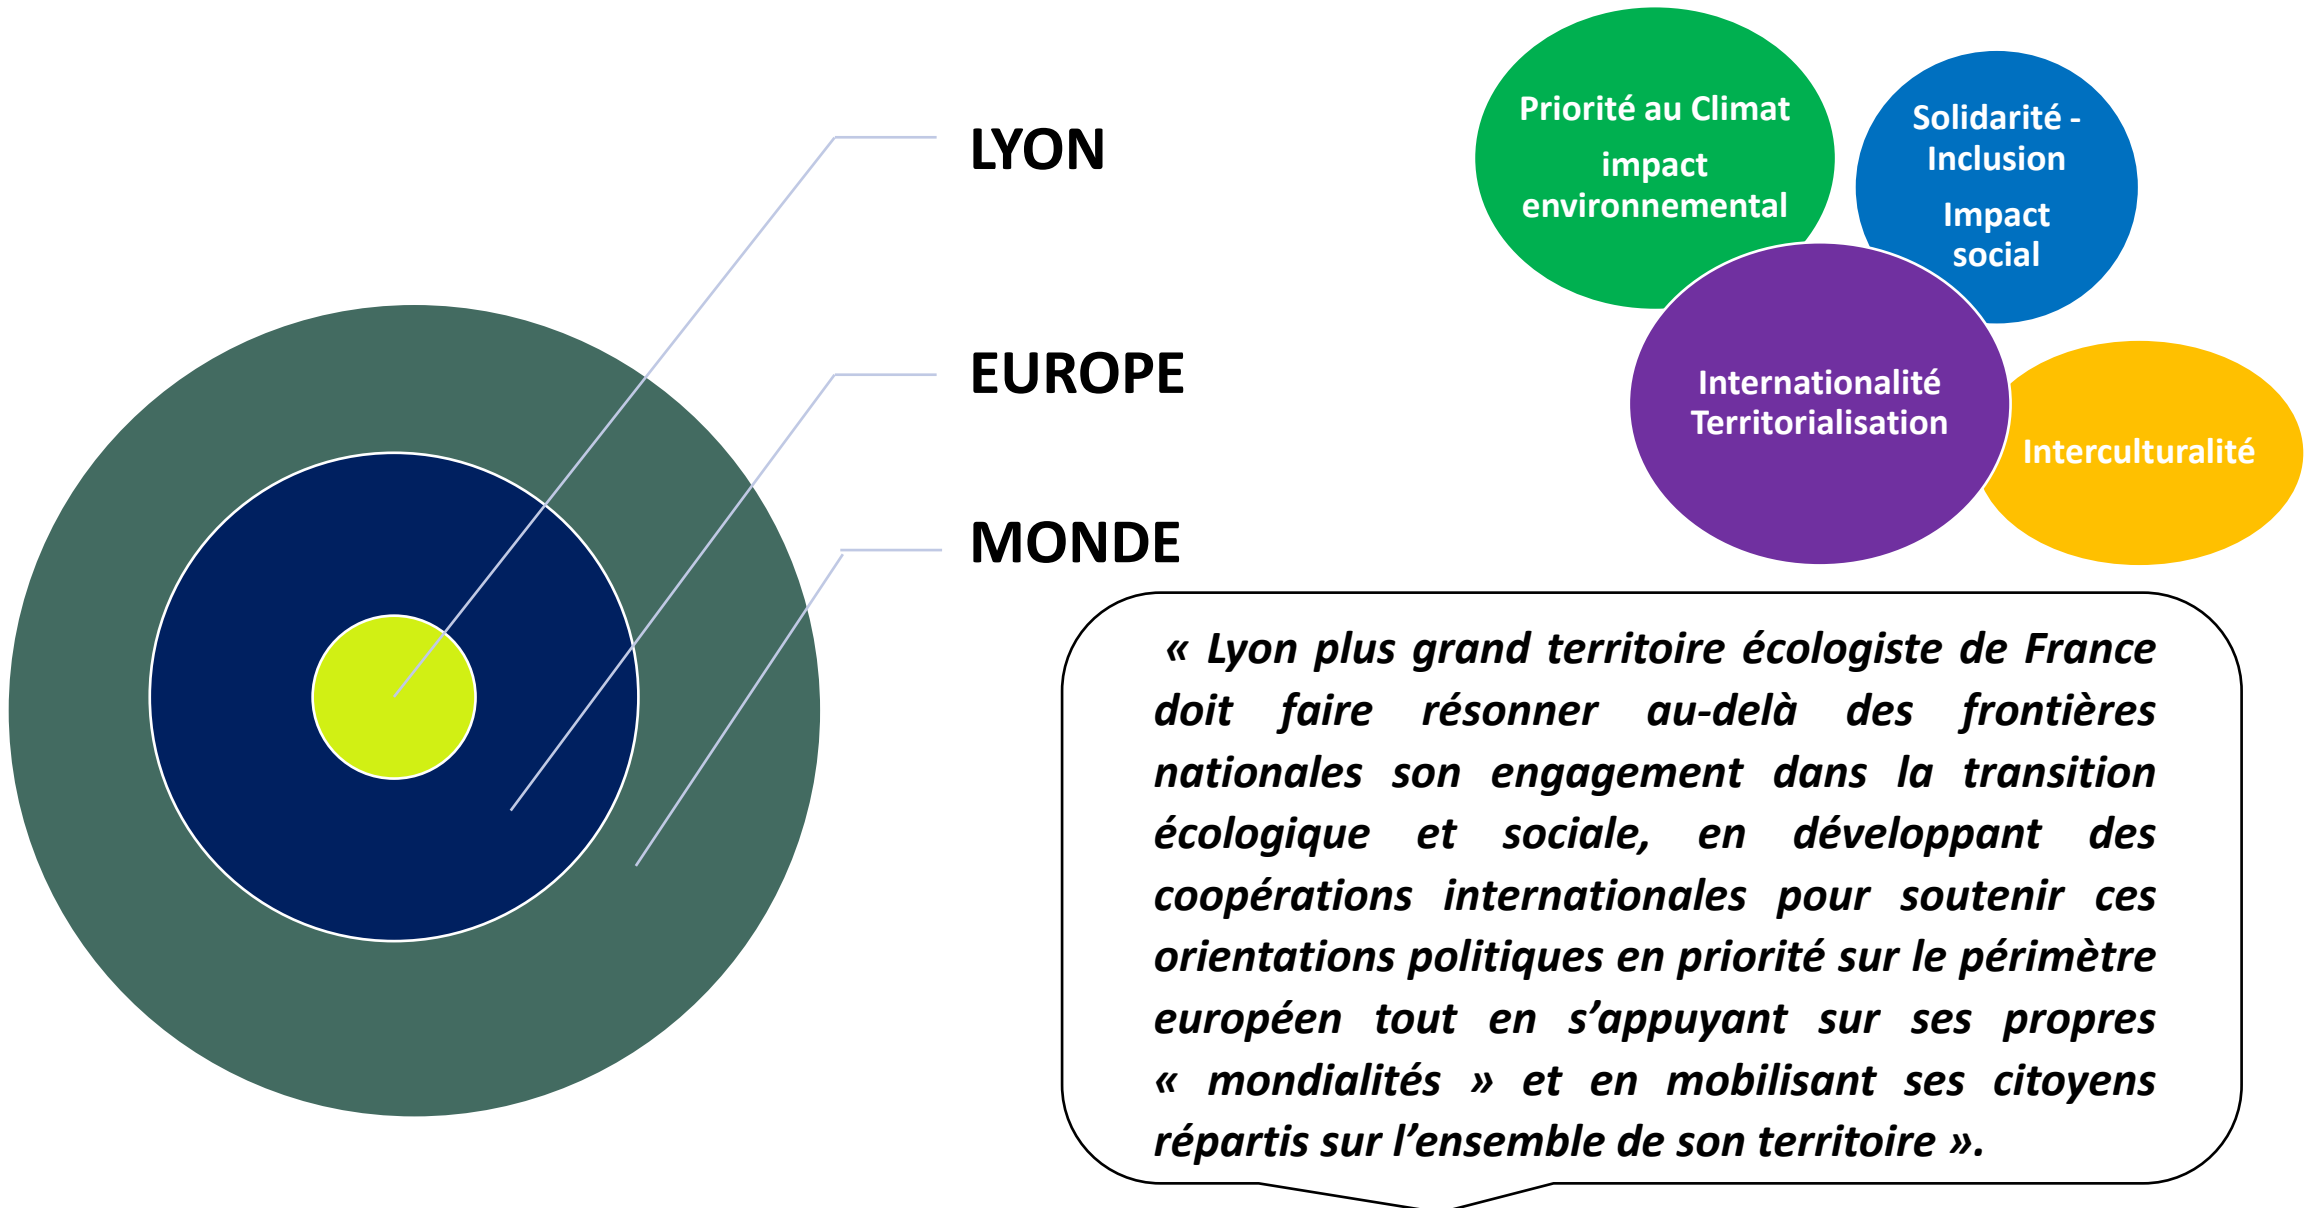 LYON
EUROPE
MONDE
Priorité au Climat
impact
environnemental
Solidarité -
Inclusion
Impact
social
Internationalité
Territorialisation
Interculturalité
« Lyon plus grand territoire écologiste de France
doit faire résonner au-delà des frontières
nationales son engagement dans la transition
écologique et sociale, en développant des
coopérations internationales pour soutenir ces
orientations politiques en priorité sur le périmètre
européen tout en s’appuyant sur ses propres
« mondialités » et en mobilisant ses citoyens
répartis sur l’ensemble de son territoire ».